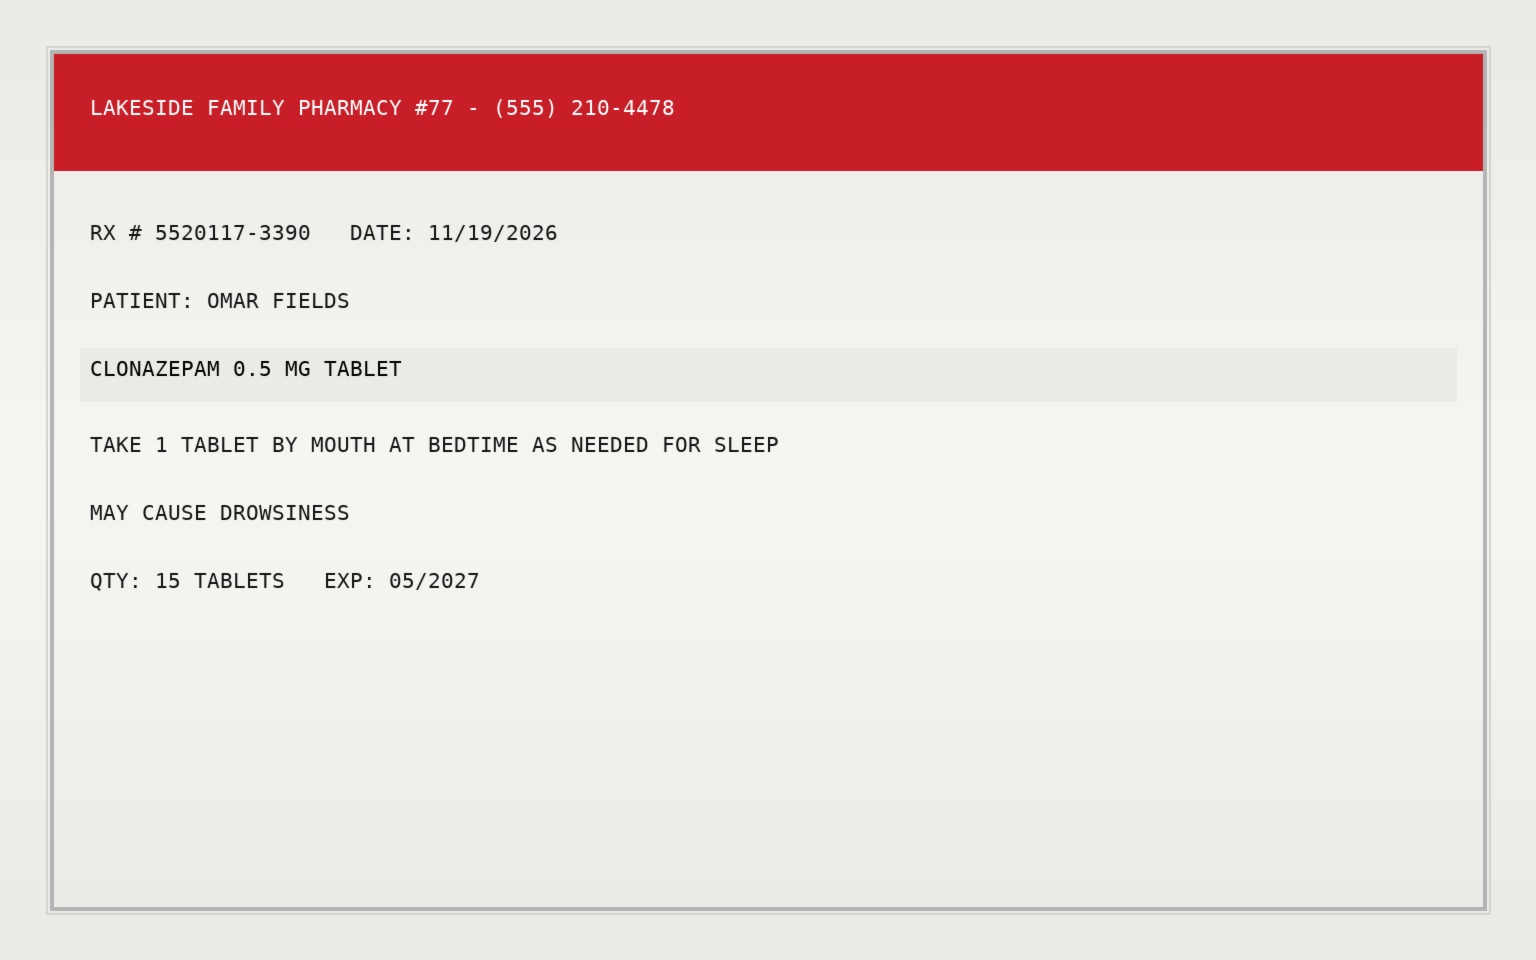 LAKESIDE FAMILY PHARMACY #77 - (555) 210-4478
RX # 5520117-3390   DATE: 11/19/2026
PATIENT: OMAR FIELDS
CLONAZEPAM 0.5 MG TABLET
TAKE 1 TABLET BY MOUTH AT BEDTIME AS NEEDED FOR SLEEP
MAY CAUSE DROWSINESS
QTY: 15 TABLETS   EXP: 05/2027